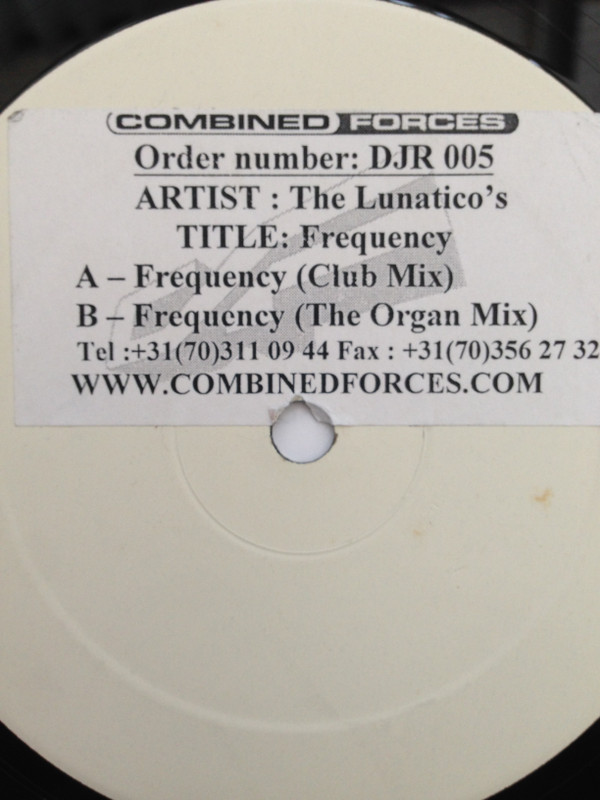 COMBINED FORCES
Order number: DJR 005
ARTIST : The Lunatico's
TITLE: Frequency
A – Frequency (Club Mix)
B – Frequency (The Organ Mix)
Tel :+31(70)311 09 44 Fax : +31(70)356 27 32
WWW.COMBINEDFORCES.COM